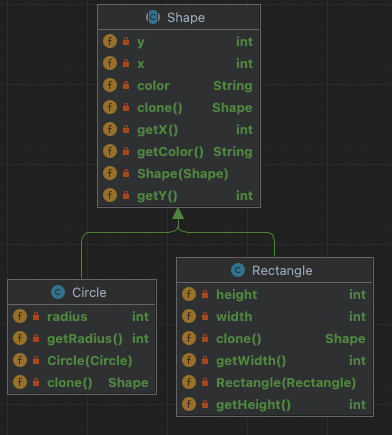 Shape
y int
x int
color String
clone() Shape
getX() int
getColor() String
Shape(Shape)
getY() int
Circle
radius int
getRadius() int
Circle(Circle)
clone() Shape
Rectangle
height int
width int
clone() Shape
getWidth() int
Rectangle(Rectangle)
getHeight() int